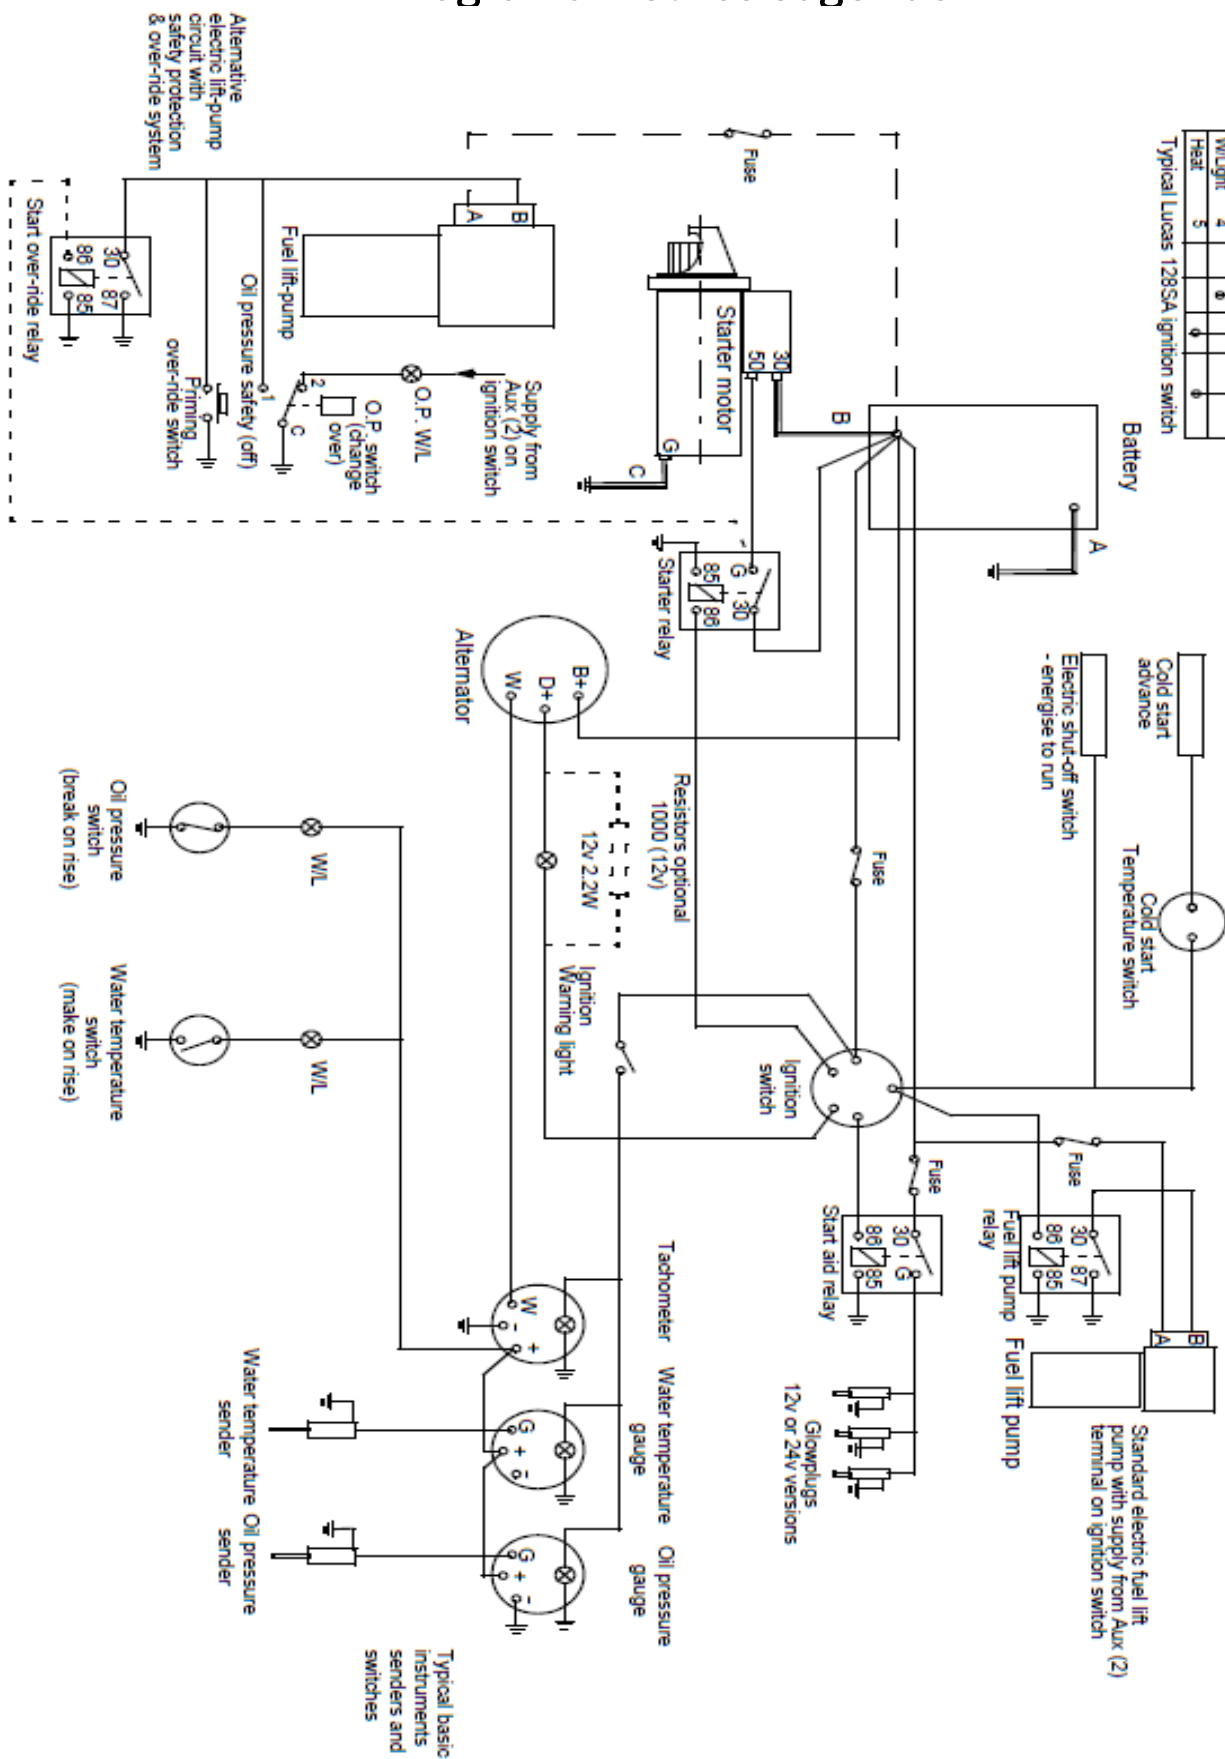 W/Light 4
Heat 5
Typical Lucas 128SA ignition switch
Alternative
electric lift-pump
circuit with
safety protection
& over-ride system
Fuse
Battery
A
B
Starter motor
30
50
G
C
B
A
Fuel lift-pump
30
87
86
85
Start over-ride relay
Oil pressure safety (off)
1
2
C
Priming
over-ride switch
Supply from
Aux (2) on
ignition switch
O.P. W/L
O.P. switch
(change
over)
G
30
85
86
Starter relay
Alternator
B+
D+
W
Cold start
advance
Electric shut-off switch
- energise to run
Cold start
Temperature switch
Fuse
Resistors optional
1000 (12v)
12v 2.2W
Ignition
Warning light
Ignition
switch
Oil pressure
switch
(break on rise)
W/L
Water temperature
switch
(make on rise)
W/L
Fuse
Fuse
30
87
86
85
Fuel lift pump
relay
30
G
86
85
Start aid relay
B
A
Fuel lift pump
Standard electric fuel lift
pump with supply from Aux (2)
terminal on ignition switch
Glowplugs
12v or 24v versions
Tachometer
W
-
+
Water temperature
gauge
G
+
-
Oil pressure
gauge
G
+
-
Water temperature
sender
Oil pressure
sender
Typical basic
instruments
senders and
switches